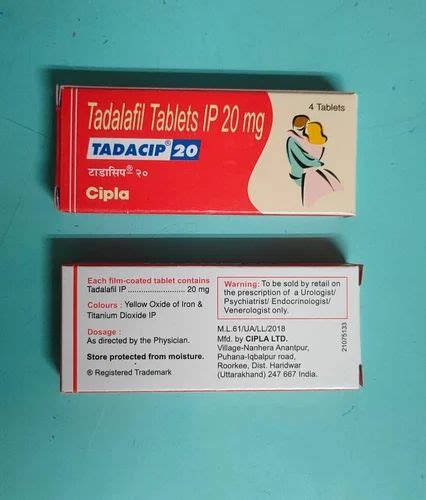 Tadalafil Tablets IP 20 mg
4 Tablets
TADACIP® 20
टाडासिप® २०
Cipla
Each film-coated tablet contains
Tadalafil IP ........................ 20 mg
Colours : Yellow Oxide of Iron &
Titanium Dioxide IP
Dosage :
As directed by the Physician.
Store protected from moisture.
® Registered Trademark
Warning: To be sold by retail on
the prescription of a Urologist/
Psychiatrist/ Endocrinologist/
Venerologist only.
M.L.61/UA/LL/2018
Mfd. by CIPLA LTD.
Village-Nanhera Anantpur,
Puhana-Iqbalpur road,
Roorkee, Dist. Haridwar
(Uttarakhand) 247 667 India.
21075133